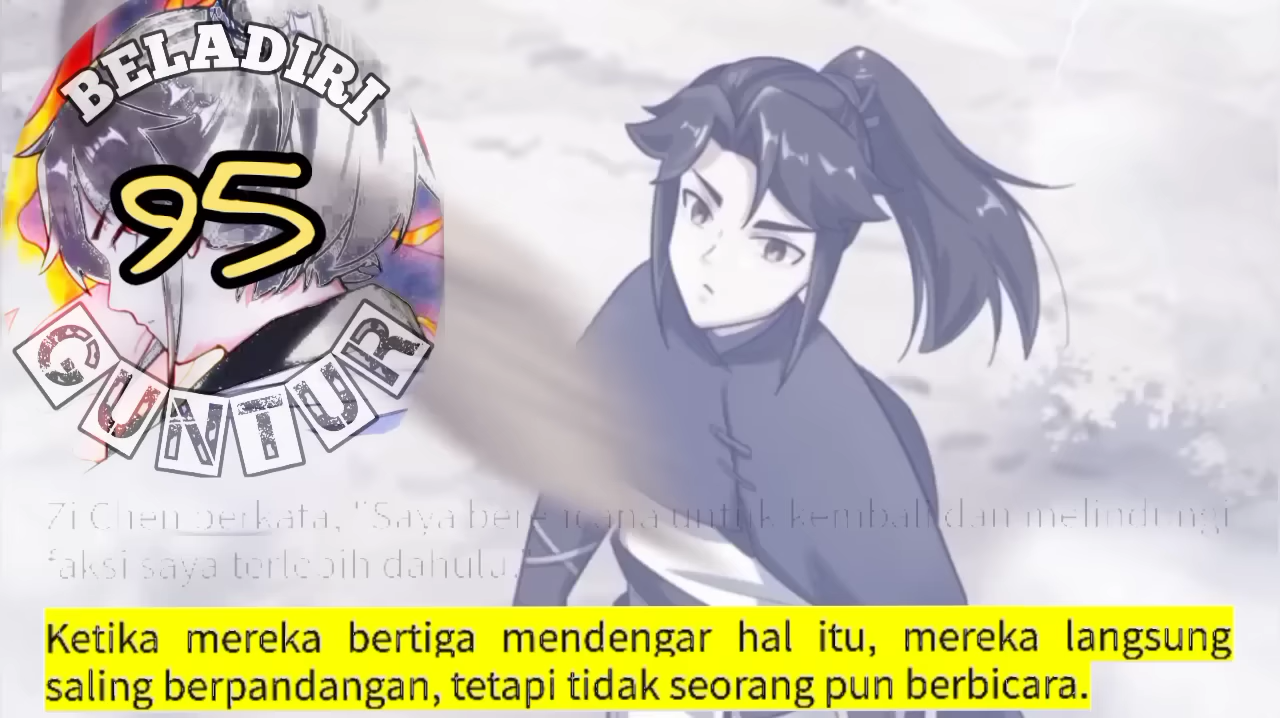 BELADIRI
95
GUNTUR
Zi Chen berkata, "Saya berencana untuk kembali dan melindungi
faksi saya terlebih dahulu."
Ketika mereka bertiga mendengar hal itu, mereka langsung
saling berpandangan, tetapi tidak seorang pun berbicara.